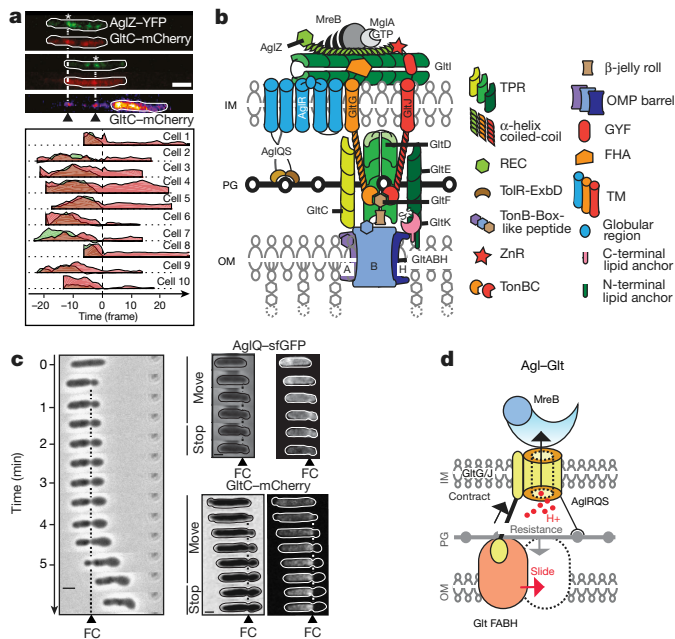 a
AglZ–YFP
GltC–mCherry
*
*
GltC–mCherry
Cell 1
Cell 2
Cell 3
Cell 4
Cell 5
Cell 6
Cell 7
Cell 8
Cell 9
Cell 10
−20 −10 0 10 20
Time (frame)
b
MreB
MglA
GTP
AglZ
ZnR
GltI
IM
AglR
GltG
GltJ
AglQS
GltD
GltE
PG
GltC
GltF
GltK
GltABH
OM
A
B
H
TPR
α-helix
coiled-coil
REC
TolR-ExbD
TonB-Box-
like peptide
ZnR
TonBC
β-jelly roll
OMP barrel
GYF
FHA
TM
Globular
region
C-terminal
lipid anchor
N-terminal
lipid anchor
c
Time (min)
0
1
2
3
4
5
FC
AglQ–sfGFP
Move
Stop
FC
GltC–mCherry
Move
Stop
FC
FC
d
Agl–Glt
MreB
IM
GltG/J
Contract
AglRQS
H+
Resistance
PG
Slide
OM
Glt FABH